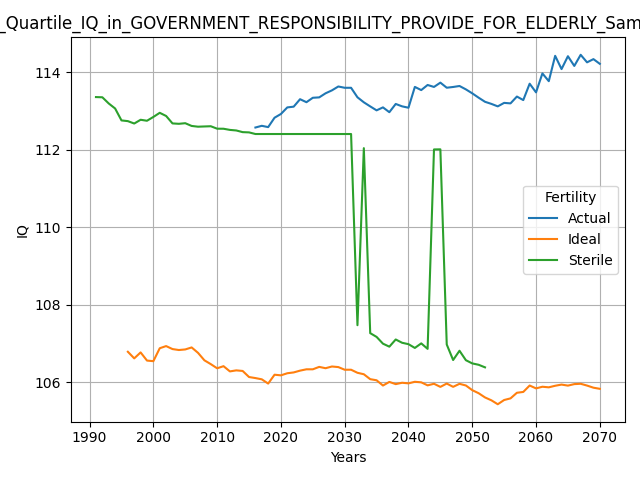 _Quartile_IQ_in_GOVERNMENT_RESPONSIBILITY_PROVIDE_FOR_ELDERLY_Sam
114
112
110
108
106
IQ
Fertility
Actual
Ideal
Sterile
1990 2000 2010 2020 2030 2040 2050 2060 2070
Years